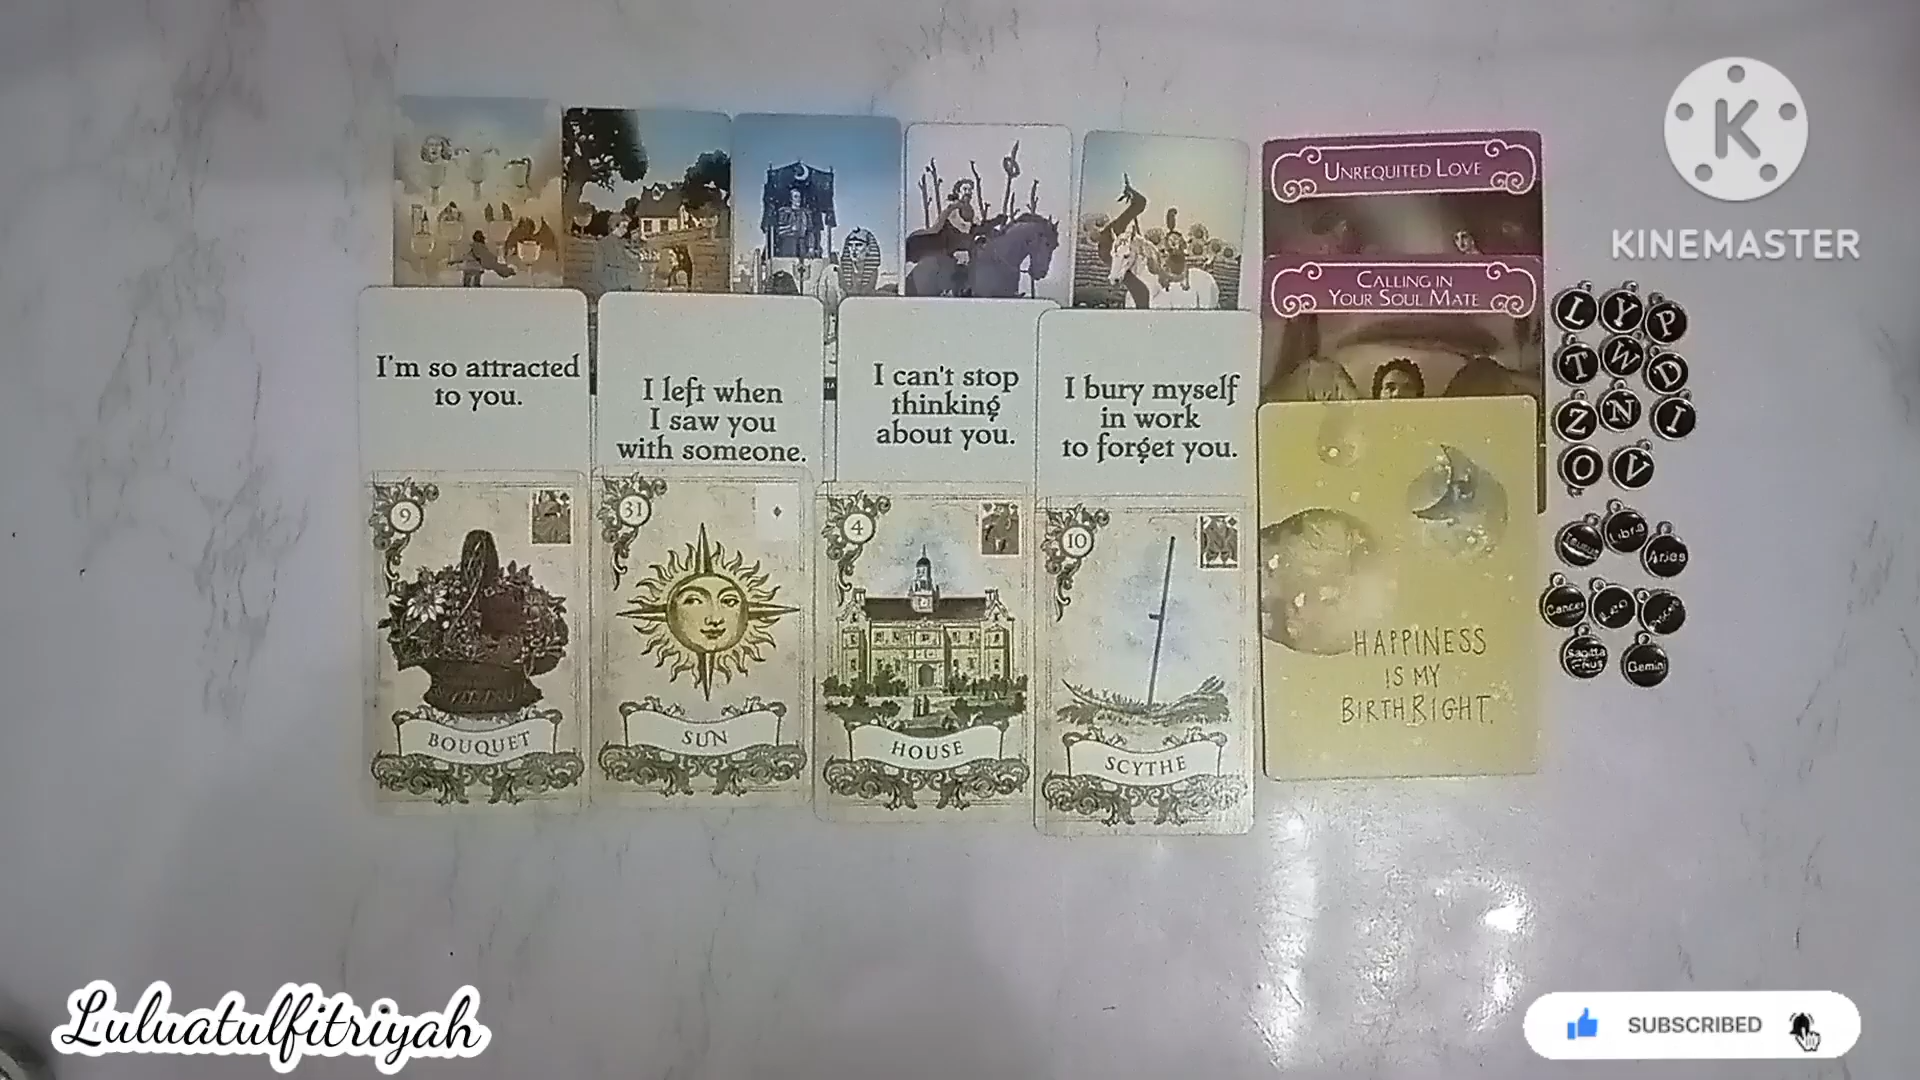 KINEMASTER
UNREQUITED LOVE
CALLING IN
YOUR SOUL MATE
I'm so attracted
to you.
I left when
I saw you
with someone.
I can't stop
thinking
about you.
I bury myself
in work
to forget you.
9
BOUQUET
31
SUN
4
HOUSE
10
SCYTHE
HAPPINESS
IS MY
BIRTHRIGHT.
L Y P
T W D
Z N I
O V
Taurus Libra Aries
Cancer Leo
Sagitta
rius
Gemini
Luluatulfitriyah
SUBSCRIBED